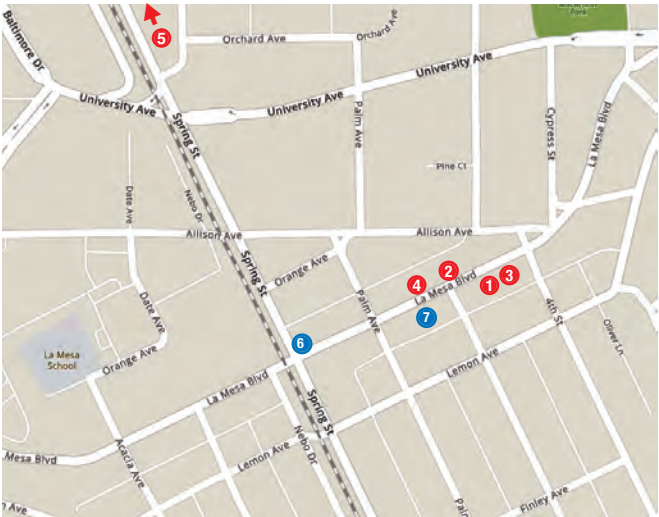 Baltimore Dr
5
Orchard Ave
Orchard Ave
University Ave
University Ave
University Ave
Spring St
Palm Ave
Cypress St
La Mesa Blvd
Pine Ct
Date Ave
Nebo Dr
Allison Ave
Allison Ave
Orange Ave
Spring St
4
2
1
3
La Mesa Blvd
7
Palm Ave
4th St
Date Ave
6
Oliver Ln
La Mesa
School
Orange Ave
La Mesa Blvd
Lemon Ave
Spring St
Acacia Ave
Nebo Dr
Mesa Blvd
Lemon Ave
Palm
Finley Ave
n Ave